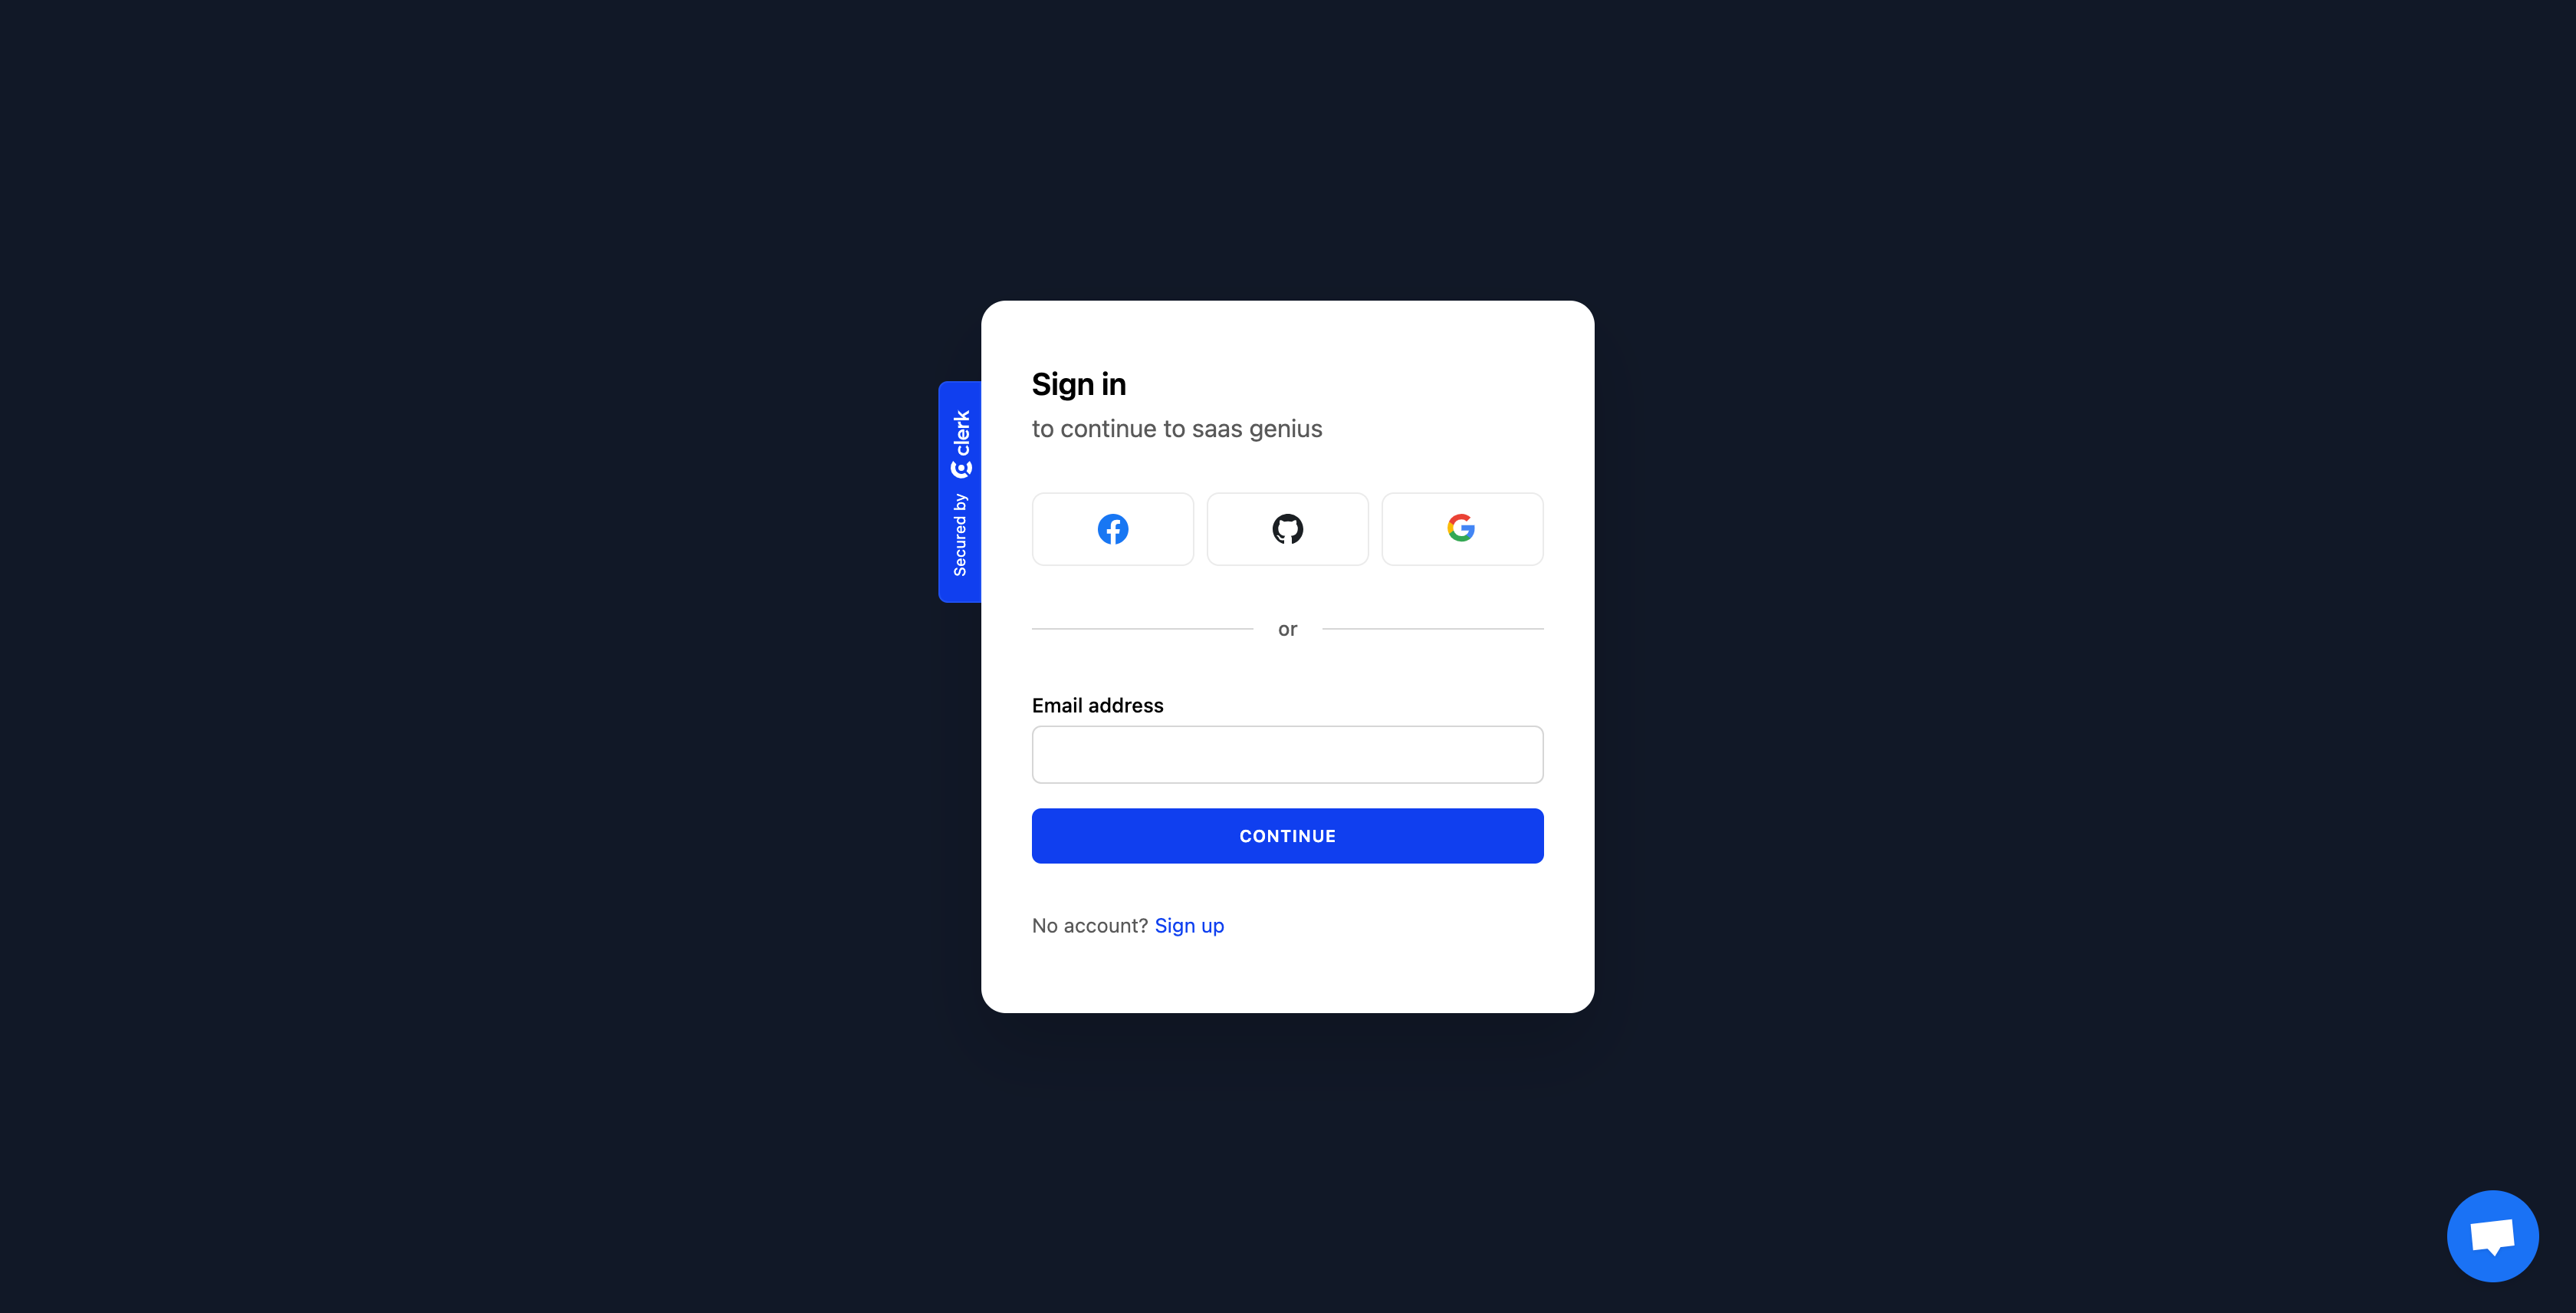 Sign in
to continue to saas genius
Secured by clerk
or
Email address
CONTINUE
No account? Sign up